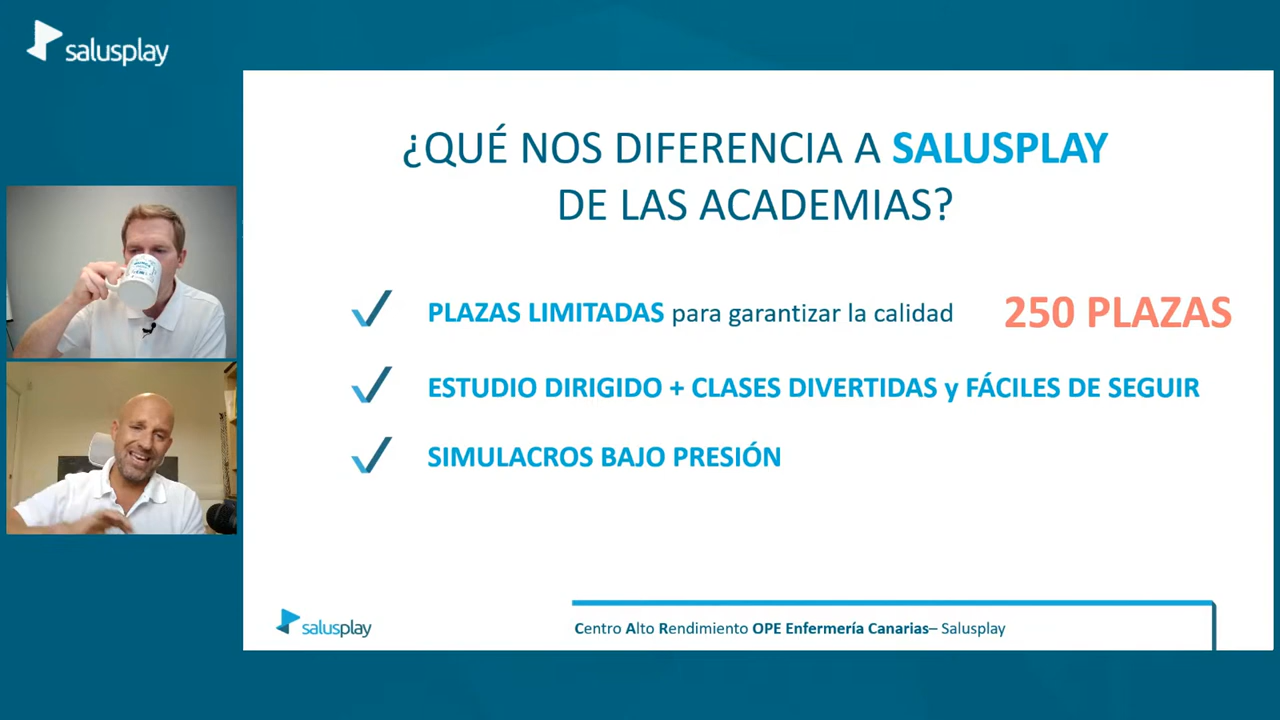 salusplay
¿QUÉ NOS DIFERENCIA A SALUSPLAY
DE LAS ACADEMIAS?
PLAZAS LIMITADAS para garantizar la calidad 250 PLAZAS
ESTUDIO DIRIGIDO + CLASES DIVERTIDAS y FÁCILES DE SEGUIR
SIMULACROS BAJO PRESIÓN
salusplay
Centro Alto Rendimiento OPE Enfermería Canarias– Salusplay